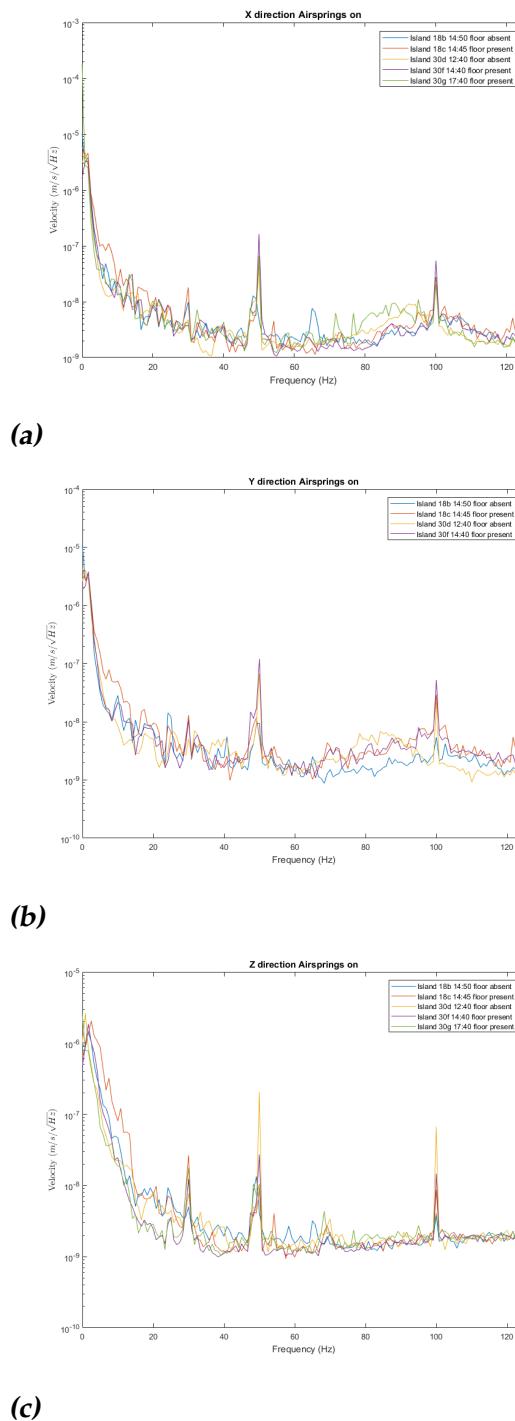 X direction Airsprings on
10^-3
10^-4
10^-5
10^-6
10^-7
10^-8
10^-9
Velocity (m/s/√Hz)
Island 18b 14:50 floor absent
Island 18c 14:45 floor present
Island 30d 12:40 floor absent
Island 30f 14:40 floor present
Island 30g 17:40 floor present
0 20 40 60 80 100 120
Frequency (Hz)
(a)
Y direction Airsprings on
10^-4
10^-5
10^-6
10^-7
10^-8
10^-9
10^-10
Velocity (m/s/√Hz)
Island 18b 14:50 floor absent
Island 18c 14:45 floor present
Island 30d 12:40 floor absent
Island 30f 14:40 floor present
0 20 40 60 80 100 120
Frequency (Hz)
(b)
Z direction Airsprings on
10^-5
10^-6
10^-7
10^-8
10^-9
10^-10
Velocity (m/s/√Hz)
Island 18b 14:50 floor absent
Island 18c 14:45 floor present
Island 30d 12:40 floor absent
Island 30f 14:40 floor present
Island 30g 17:40 floor present
0 20 40 60 80 100 120
Frequency (Hz)
(c)